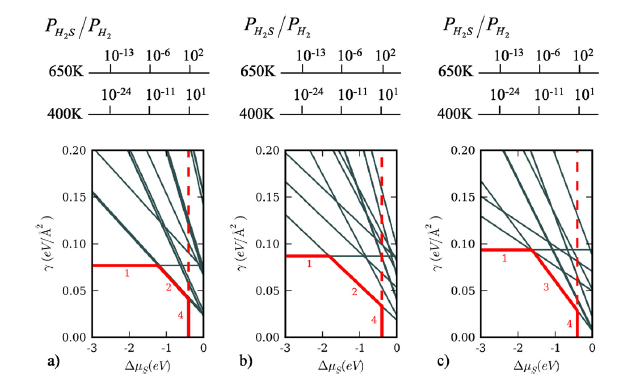 P_{H_2S}/P_{H_2} P_{H_2S}/P_{H_2} P_{H_2S}/P_{H_2}
10^{-13} 10^{-6} 10^{2} 10^{-13} 10^{-6} 10^{2} 10^{-13} 10^{-6} 10^{2}
650K 650K 650K
10^{-24} 10^{-11} 10^{1} 10^{-24} 10^{-11} 10^{1} 10^{-24} 10^{-11} 10^{1}
400K 400K 400K
0.20 0.20 0.20
0.15 0.15 0.15
0.10 0.10 0.10
0.05 0.05 0.05
0.00 0.00 0.00
γ (eV/Å²) γ (eV/Å²) γ (eV/Å²)
1 2 4 1 2 4 1 3 4
-3 -2 -1 0 -3 -2 -1 0 -3 -2 -1 0
a) Δμ_S(eV) b) Δμ_S(eV) c) Δμ_S(eV)